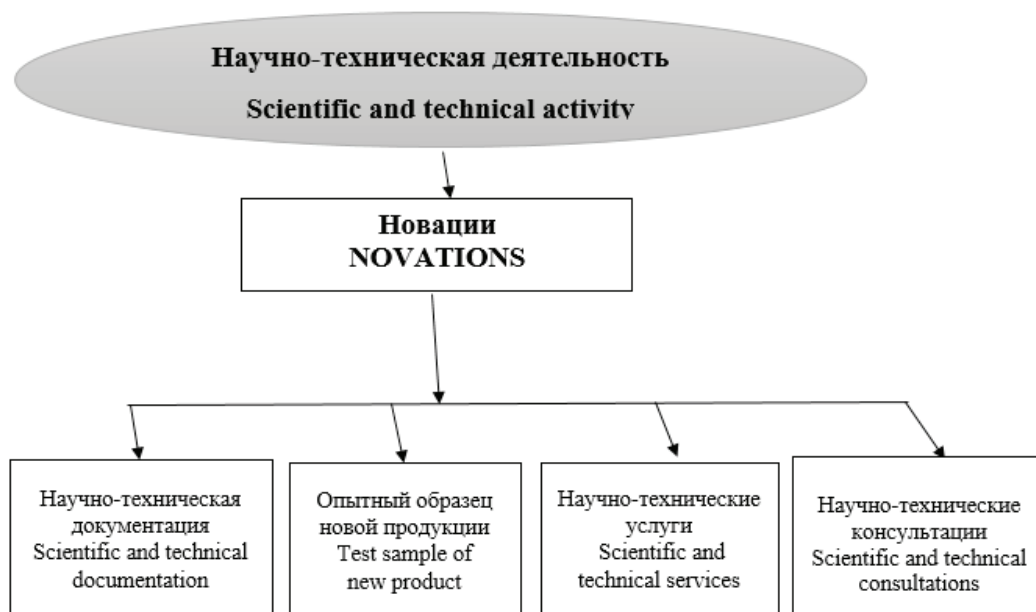 Научно-техническая деятельность
Scientific and technical activity
Новации
NOVATIONS
Научно-техническая
документация
Scientific and technical
documentation
Опытный образец
новой продукции
Test sample of
new product
Научно-технические
услуги
Scientific and
technical services
Научно-технические
консультации
Scientific and technical
consultations